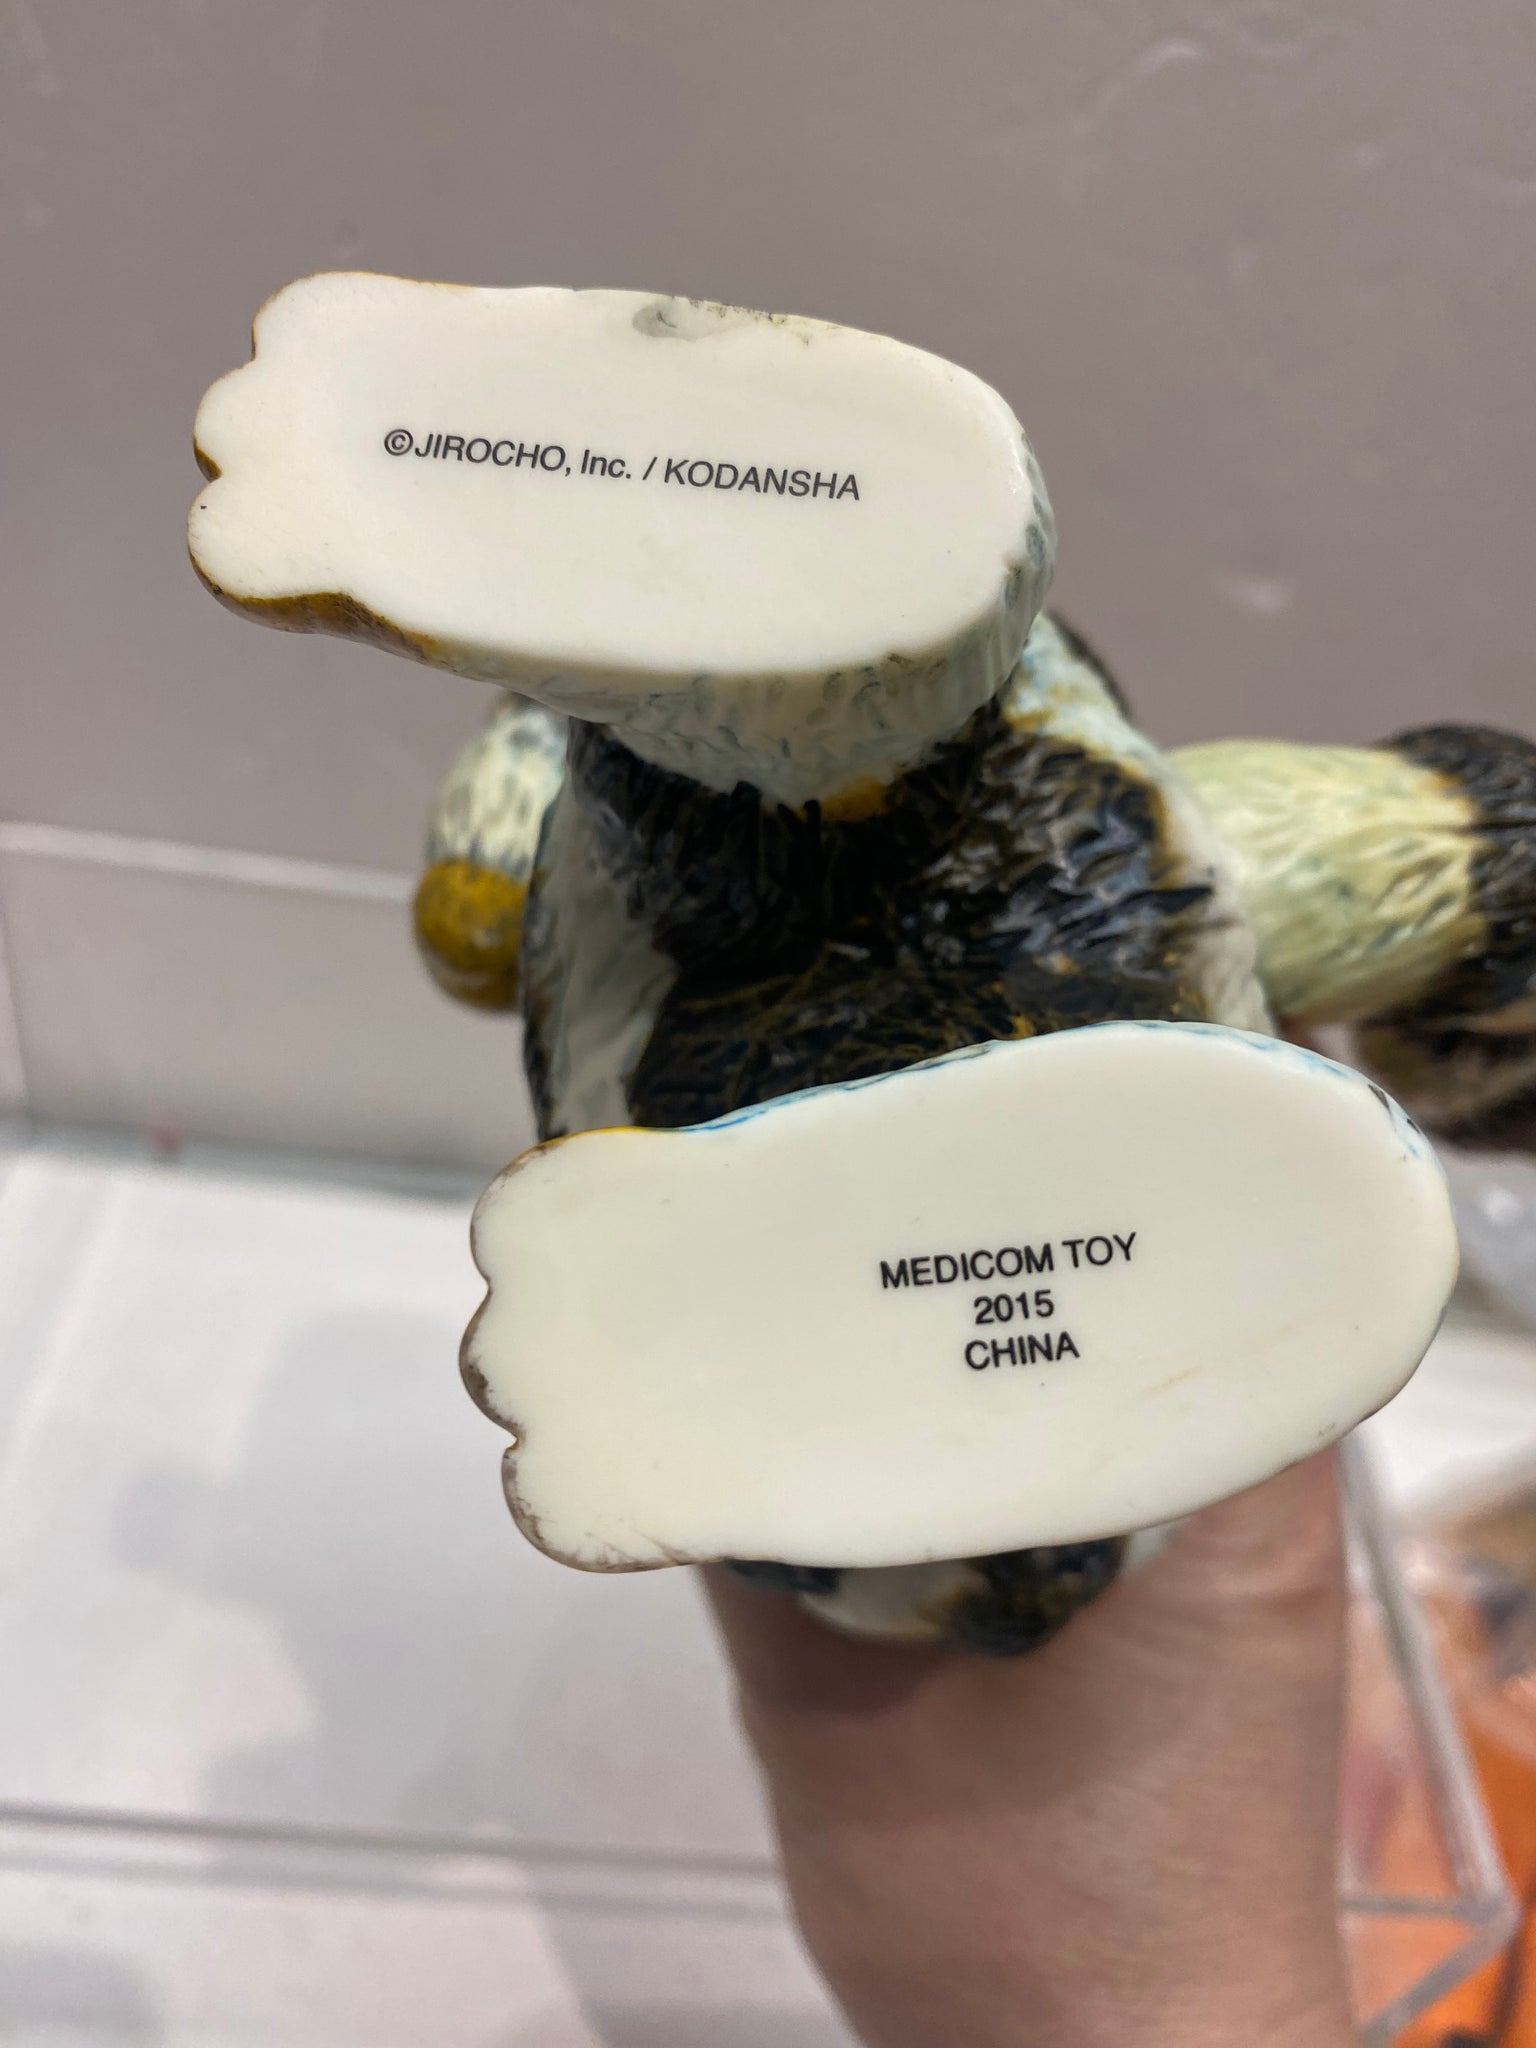 ©JIROCHO, Inc. / KODANSHA
MEDICOM TOY
2015
CHINA